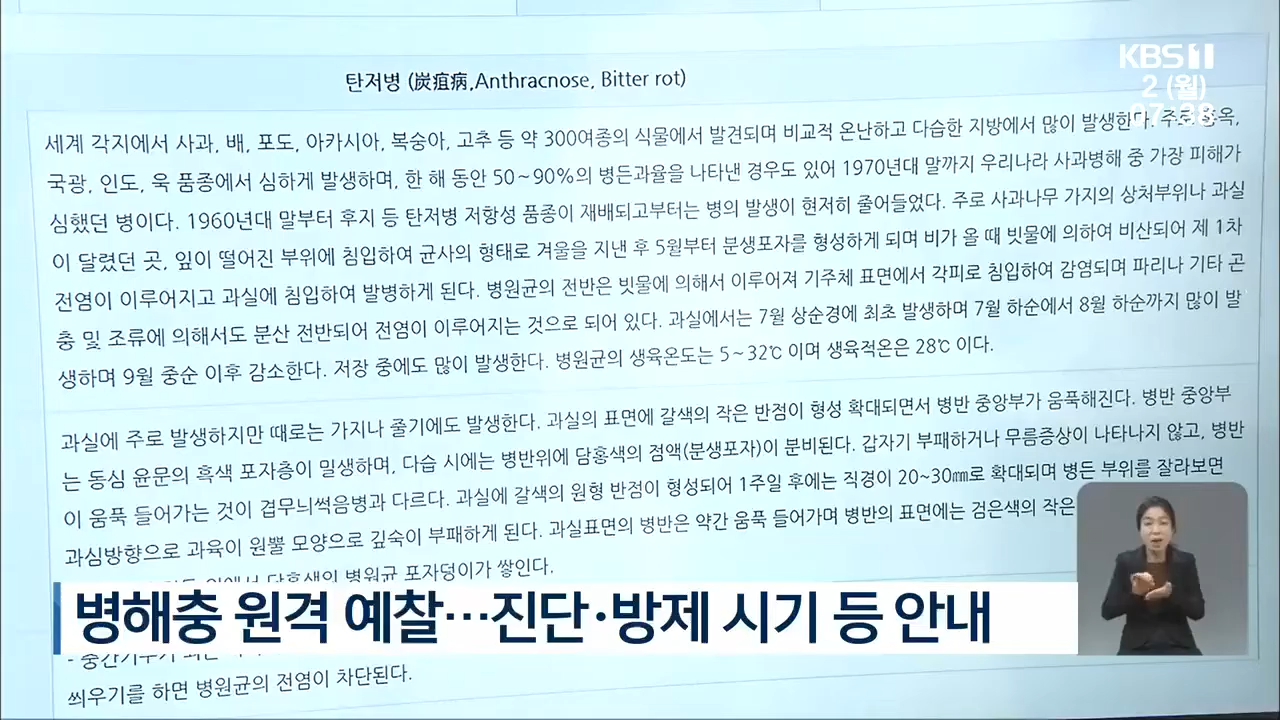 KBS 1
2 (월)
07:38
탄저병 (炭疽病,Anthracnose, Bitter rot)
세계 각지에서 사과, 배, 포도, 아카시아, 복숭아, 고추 등 약 300여종의 식물에서 발견되며 비교적 온난하고 다습한 지방에서 많이 발생한다. 주로 홍옥,
국광, 인도, 욱 품종에서 심하게 발생하며, 한 해 동안 50~90%의 병든과율을 나타낸 경우도 있어 1970년대 말까지 우리나라 사과병해 중 가장 피해가
심했던 병이다. 1960년대 말부터 후지 등 탄저병 저항성 품종이 재배되고부터는 병의 발생이 현저히 줄어들었다. 주로 사과나무 가지의 상처부위나 과실
이 달렸던 곳, 잎이 떨어진 부위에 침입하여 균사의 형태로 겨울을 지낸 후 5월부터 분생포자를 형성하게 되며 비가 올 때 빗물에 의하여 비산되어 제 1차
전염이 이루어지고 과실에 침입하여 발병하게 된다. 병원균의 전반은 빗물에 의해서 이루어져 기주체 표면에서 각피로 침입하여 감염되며 파리나 기타 곤
충 및 조류에 의해서도 분산 전반되어 전염이 이루어지는 것으로 되어 있다. 과실에서는 7월 상순경에 최초 발생하며 7월 하순에서 8월 하순까지 많이 발
생하며 9월 중순 이후 감소한다. 저장 중에도 많이 발생한다. 병원균의 생육온도는 5~32℃ 이며 생육적온은 28℃ 이다.
과실에 주로 발생하지만 때로는 가지나 줄기에도 발생한다. 과실의 표면에 갈색의 작은 반점이 형성 확대되면서 병반 중앙부가 움푹해진다. 병반 중앙부
는 동심 윤문의 흑색 포자층이 밀생하며, 다습 시에는 병반위에 담홍색의 점액(분생포자)이 분비된다. 갑자기 부패하거나 무름증상이 나타나지 않고, 병반
이 움푹 들어가는 것이 겹무늬썩음병과 다르다. 과실에 갈색의 원형 반점이 형성되어 1주일 후에는 직경이 20~30㎜로 확대되며 병든 부위를 잘라보면
과심방향으로 과육이 원뿔 모양으로 깊숙이 부패하게 된다. 과실표면의 병반은 약간 움푹 들어가며 병반의 표면에는 검은색의 작은
담홍색의 병원균 포자덩이가 쌓인다.
병해충 원격 예찰…진단·방제 시기 등 안내
씌우기를 하면 병원균의 전염이 차단된다.